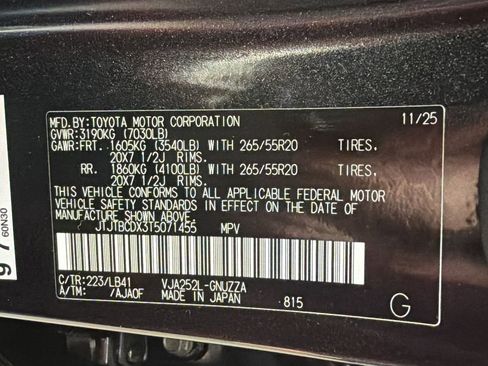 MFD.BY:TOYOTA MOTOR CORPORATION 11/25
GVWR:3190KG (7030LB)
GAWR:FRT. 1605KG (3540LB) WITH 265/55R20 TIRES.
20X7 1/2J RIMS.
RR. 1860KG (4100LB) WITH 265/55R20 TIRES.
20X7 1/2J RIMS.
THIS VEHICLE CONFORMS TO ALL APPLICABLE FEDERAL MOTOR
VEHICLE SAFETY STANDARDS IN EFFECT ON THE DATE OF
MANUFACTURE SHOWN ABOVE.
JTJTBCDX3T5071455 MPV
C/TR:223/LB41 VJA252L-GNUZZA
A/TM: /AJA0F MADE IN JAPAN 815
G
60N30